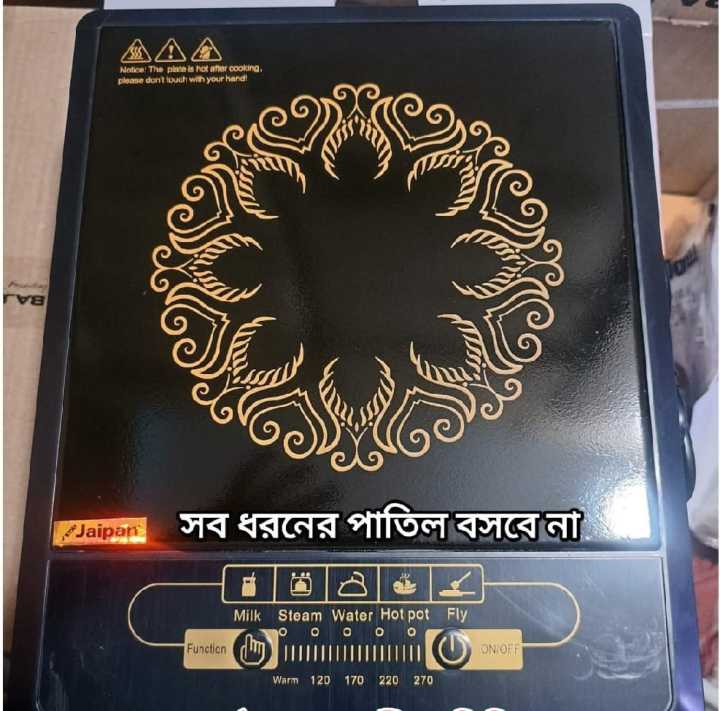 Notice: The plate is hot after cooking,
please don't touch with your hand!
Jaipan
সব ধরনের পাতিল বসবে না
Milk Steam Water Hot pot Fly
Function
ON/OFF
Warm 120 170 220 270